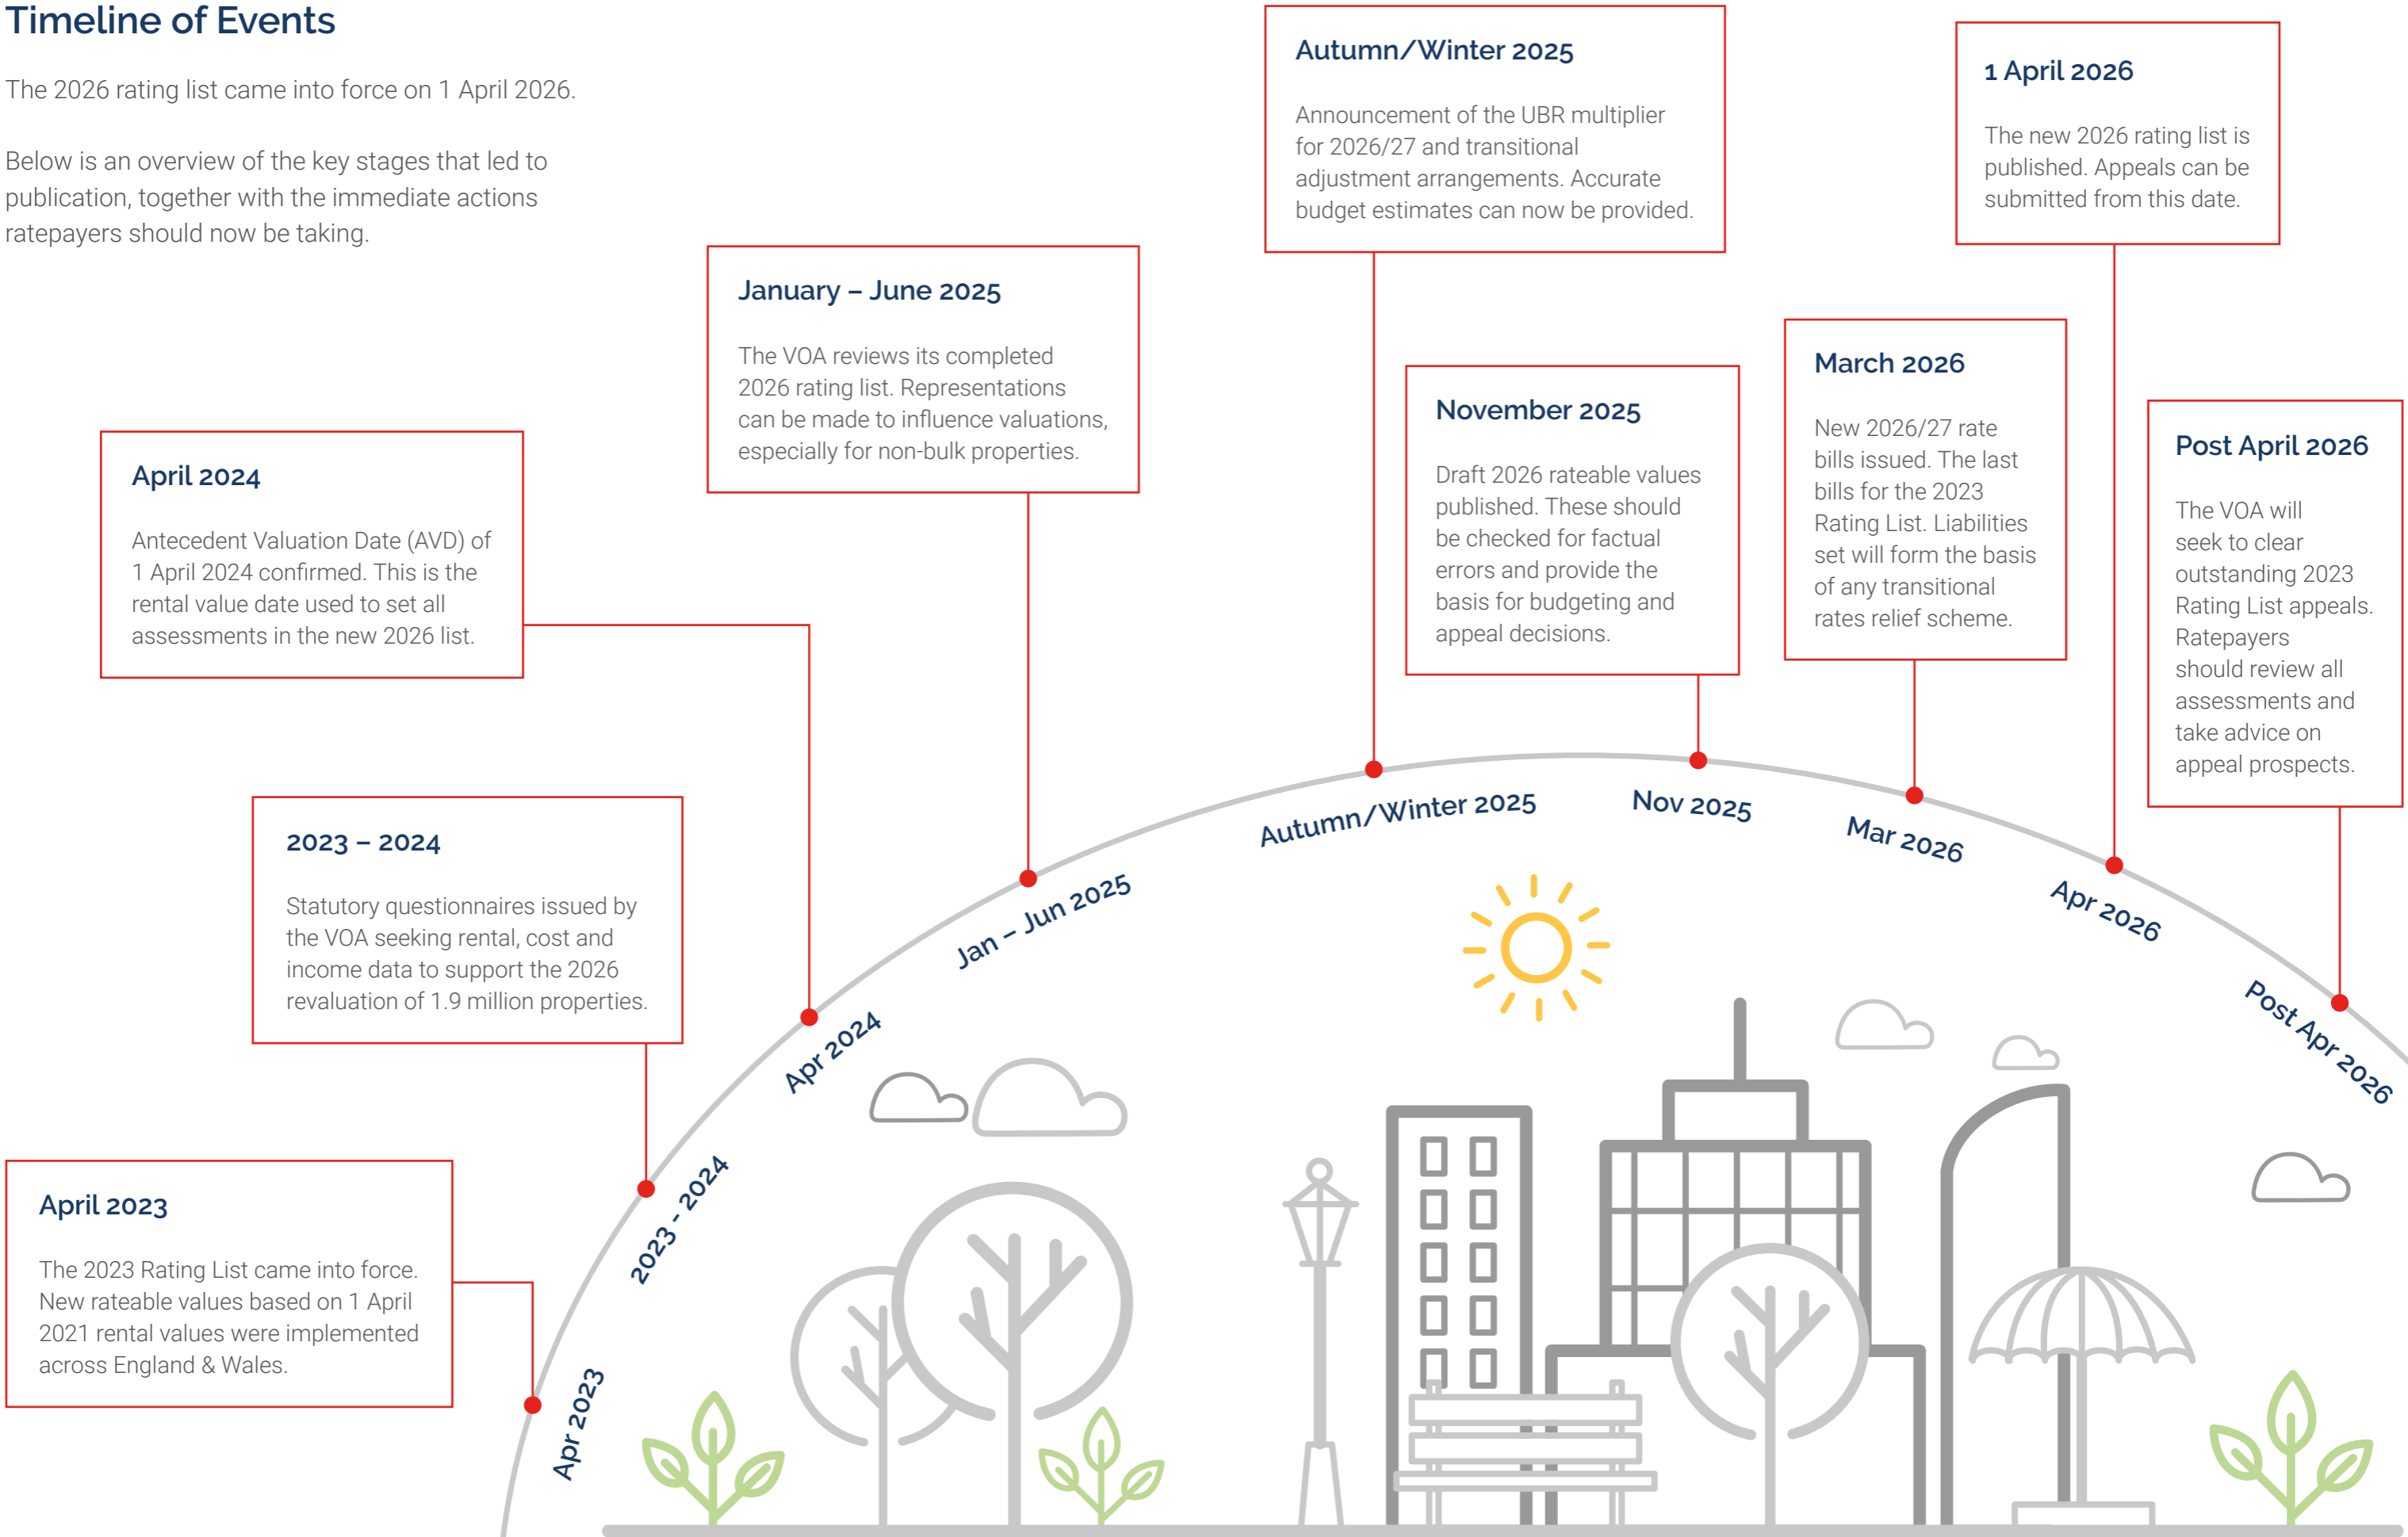 Timeline of Events
The 2026 rating list came into force on 1 April 2026.
Below is an overview of the key stages that led to
publication, together with the immediate actions
ratepayers should now be taking.
April 2023
The 2023 Rating List came into force.
New rateable values based on 1 April
2021 rental values were implemented
across England & Wales.
2023 – 2024
Statutory questionnaires issued by
the VOA seeking rental, cost and
income data to support the 2026
revaluation of 1.9 million properties.
April 2024
Antecedent Valuation Date (AVD) of
1 April 2024 confirmed. This is the
rental value date used to set all
assessments in the new 2026 list.
January – June 2025
The VOA reviews its completed
2026 rating list. Representations
can be made to influence valuations,
especially for non-bulk properties.
Autumn/Winter 2025
Announcement of the UBR multiplier
for 2026/27 and transitional
adjustment arrangements. Accurate
budget estimates can now be provided.
November 2025
Draft 2026 rateable values
published. These should
be checked for factual
errors and provide the
basis for budgeting and
appeal decisions.
March 2026
New 2026/27 rate
bills issued. The last
bills for the 2023
Rating List. Liabilities
set will form the basis
of any transitional
rates relief scheme.
1 April 2026
The new 2026 rating list is
published. Appeals can be
submitted from this date.
Post April 2026
The VOA will
seek to clear
outstanding 2023
Rating List appeals.
Ratepayers
should review all
assessments and
take advice on
appeal prospects.
Apr 2023
2023 - 2024
Apr 2024
Jan – Jun 2025
Autumn/Winter 2025
Nov 2025
Mar 2026
Apr 2026
Post Apr 2026